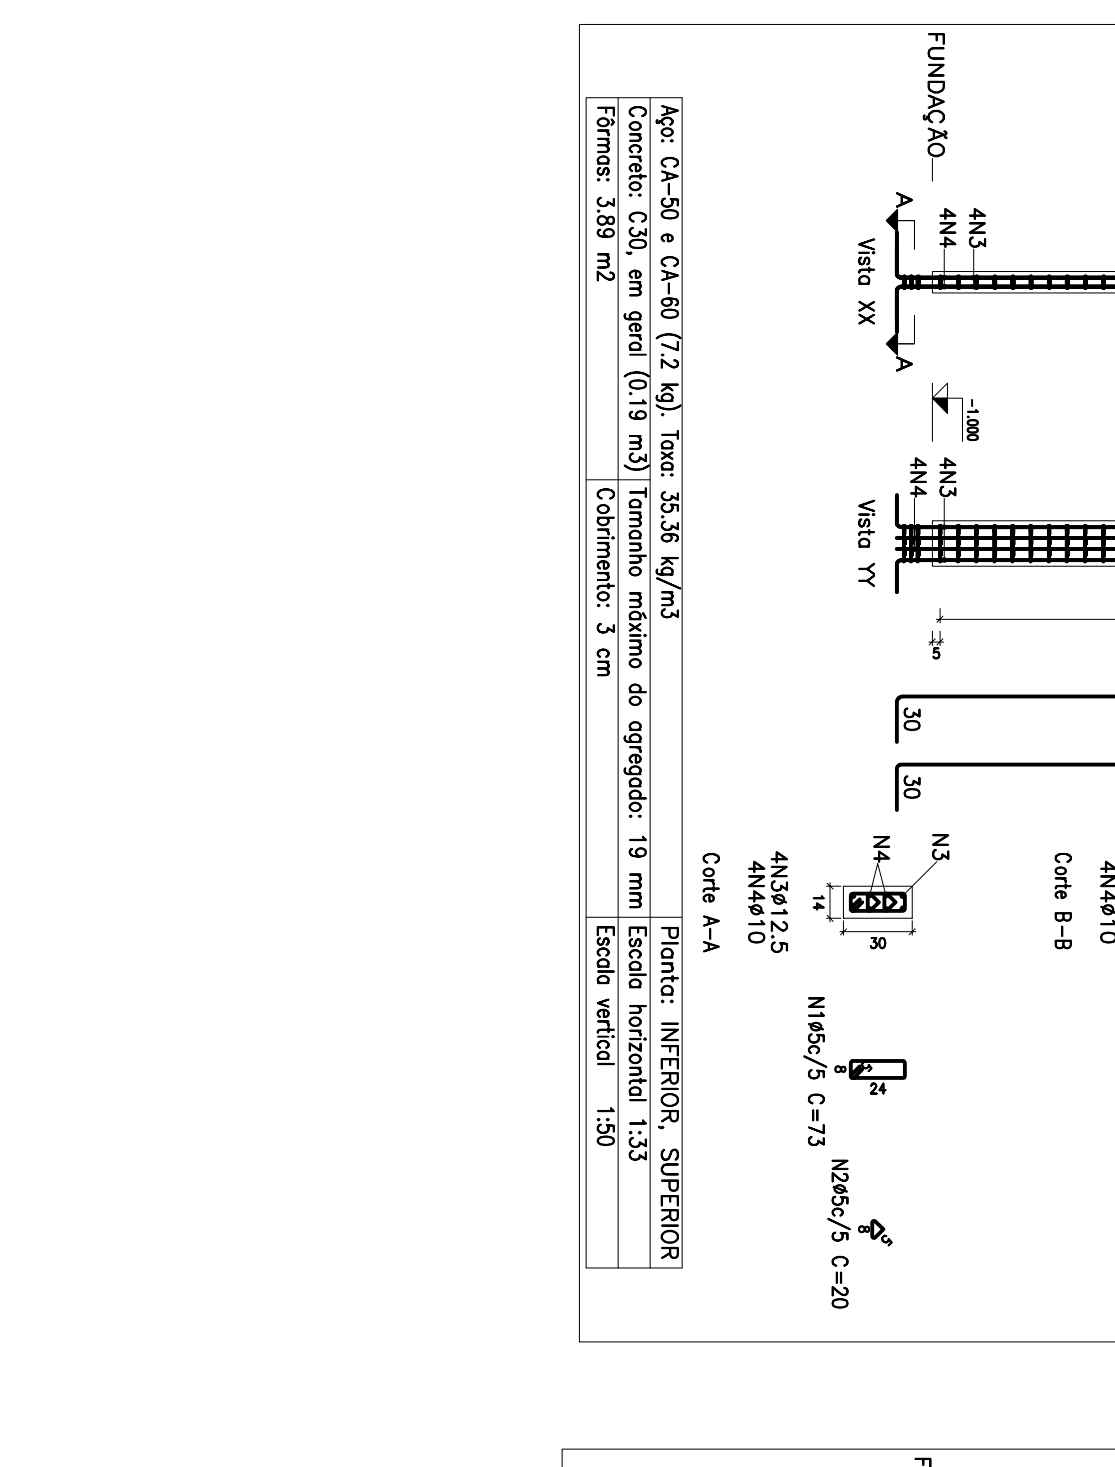 FUNDAÇÃO
4N3
4N4
A
A
Vista XX
-1.000
4N3
4N4
Vista YY
5
30
30
4N4ø10
Corte B-B
N3
N4
14
30
4N3ø12.5
4N4ø10
Corte A-A
5
8
24
N1ø5c/5 C=73
5
8
N2ø5c/5 C=20
Aço: CA-50 e CA-60 (7.2 kg). Taxa: 35.36 kg/m3
Planta: INFERIOR, SUPERIOR
Concreto: C30, em geral (0.19 m3)
Tamanho máximo do agregado: 19 mm
Escala horizontal 1:33
Fôrmas: 3.89 m2
Cobrimento: 3 cm
Escala vertical 1:50
F